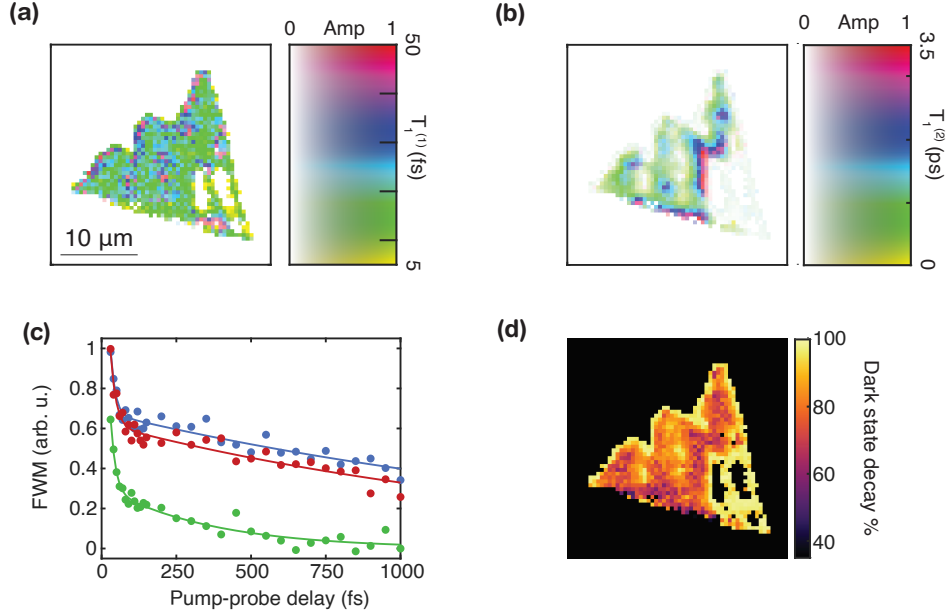 (a)
0 Amp 1
50
T₁⁽¹⁾ (fs)
5
10 μm
(b)
0 Amp 1
3.5
T₁⁽²⁾ (ps)
0
(c)
1
0.8
0.6
0.4
0.2
0
FWM (arb. u.)
0 250 500 750 1000
Pump-probe delay (fs)
(d)
100
80
60
40
Dark state decay %